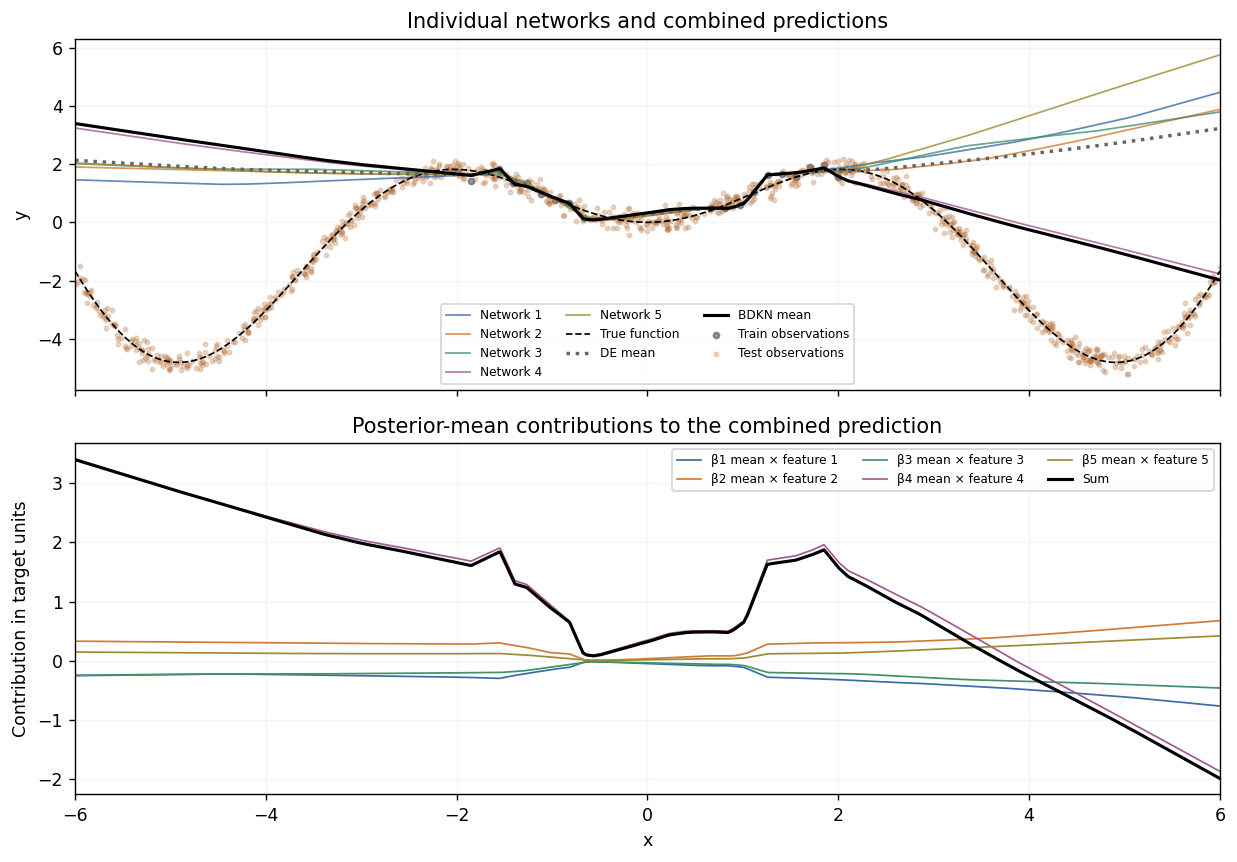 Individual networks and combined predictions
6
4
2
0
−2
−4
y
Network 1
Network 2
Network 3
Network 4
Network 5
True function
DE mean
BDKN mean
Train observations
Test observations
Posterior-mean contributions to the combined prediction
3
2
1
0
−1
−2
Contribution in target units
β1 mean × feature 1
β2 mean × feature 2
β3 mean × feature 3
β4 mean × feature 4
β5 mean × feature 5
Sum
−6 −4 −2 0 2 4 6
x